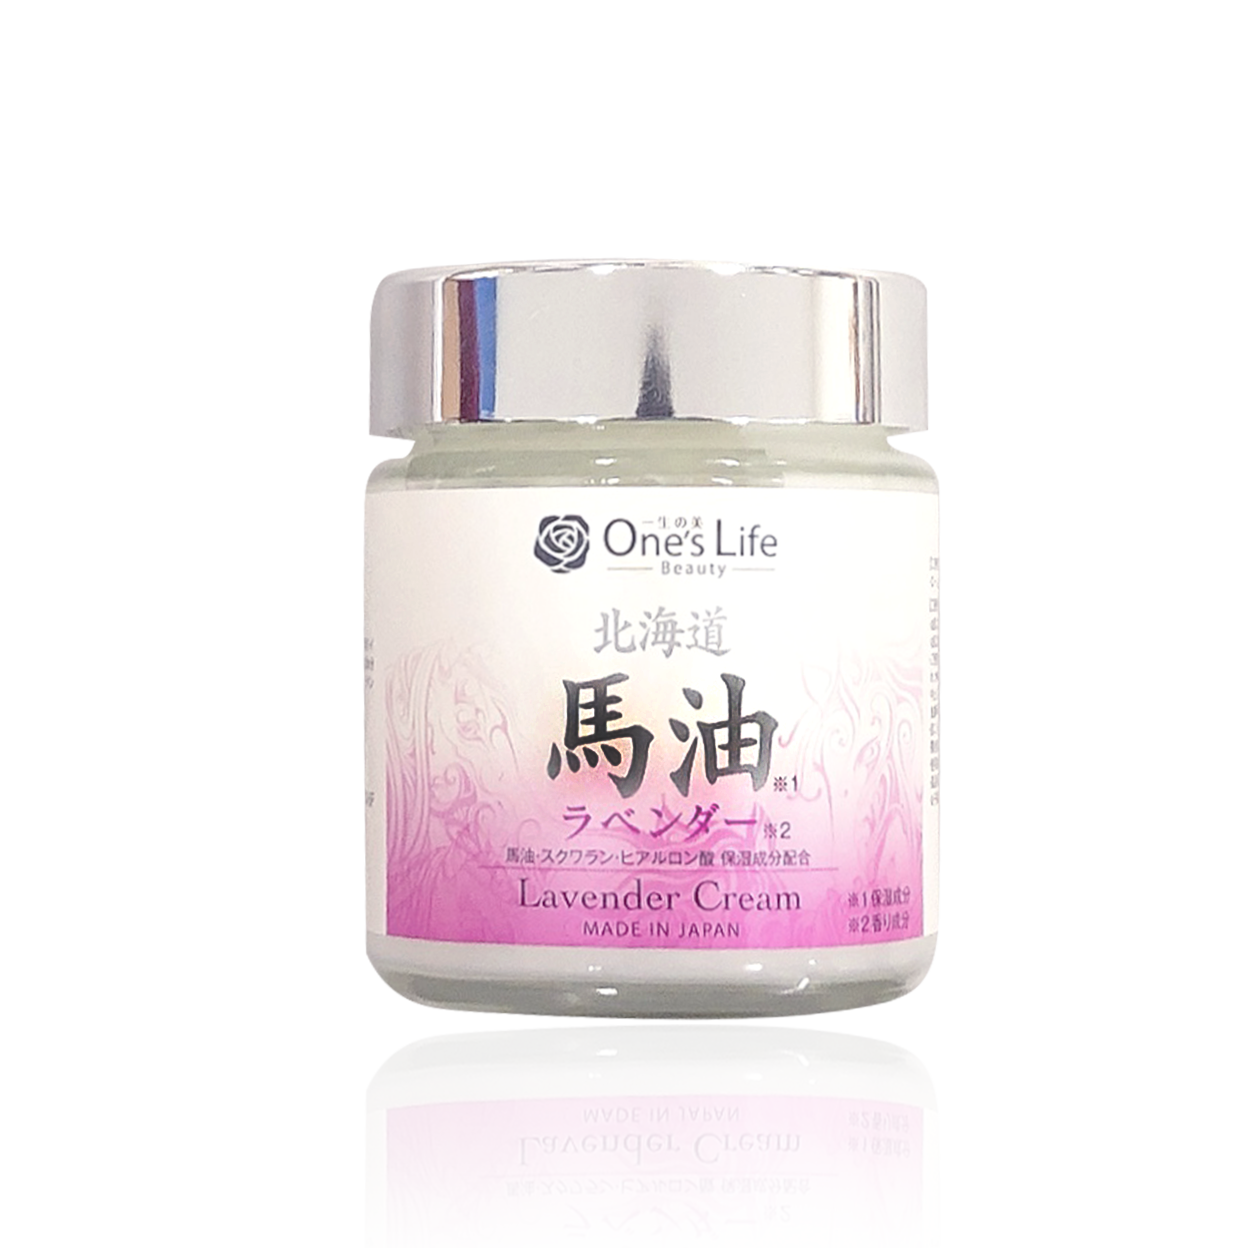 一生の美
One's Life
Beauty
北海道
馬油※1
ラベンダー※2
馬油・スクワラン・ヒアルロン酸 保湿成分配合
Lavender Cream
MADE IN JAPAN
※1保湿成分
※2香り成分